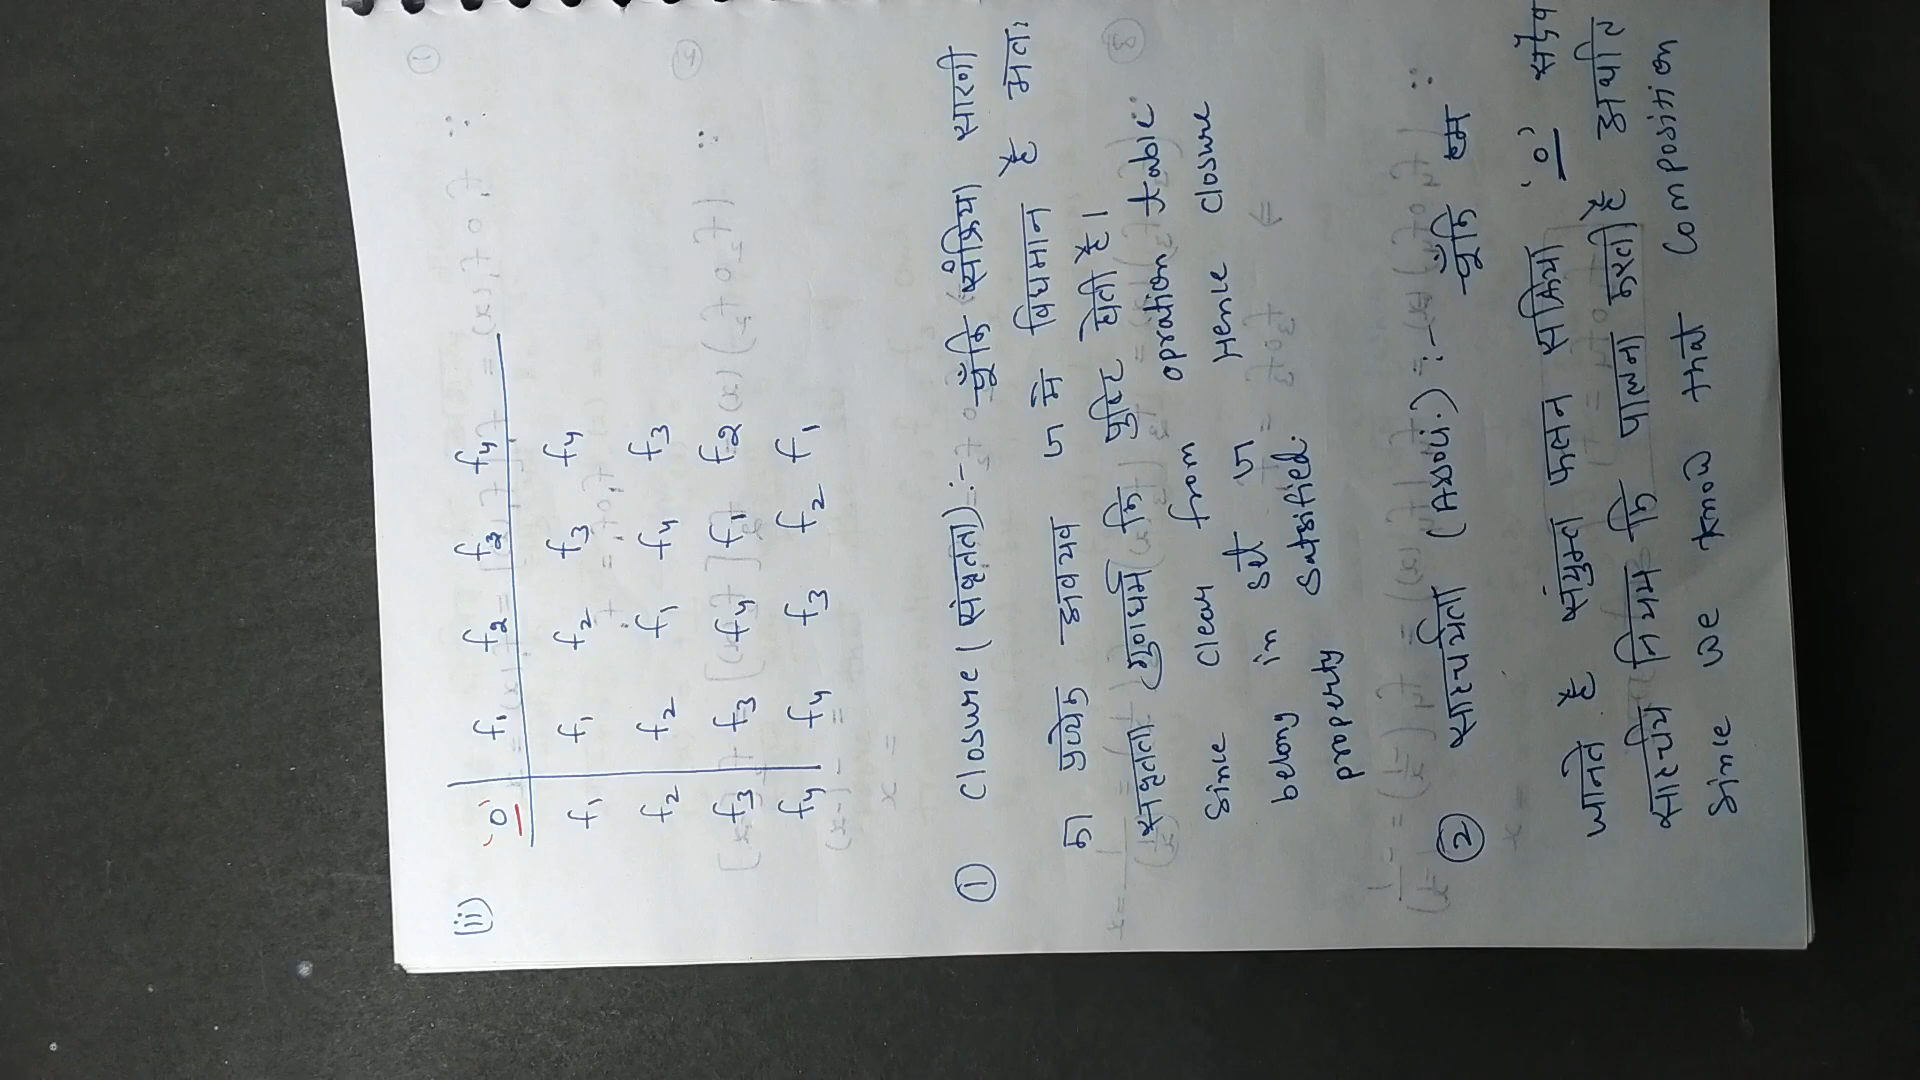 (ii)
'o' f₁ f₂ f₃ f₄
f₁ f₁ f₂ f₃ f₄
f₂ f₂ f₁ f₄ f₃
f₃ f₃ f₄ f₁ f₂
f₄ f₄ f₃ f₂ f₁
① Closure (संवृतता) :- चूँकि संक्रिया सारणी
का प्रत्येक अवयव G में विद्यमान है अतः
संवृतता गुणधर्म कि पुष्टि होती है।
Since clear from opration table
belong in set G Hence closure
property satisified.
② साहचर्यता (Assoc.) :- चूँकि हम
जानते है संयुक्त फलन संक्रिया 'o' सदैव
साहचर्य नियम कि पालना करती है अर्थात
Since we know that composition